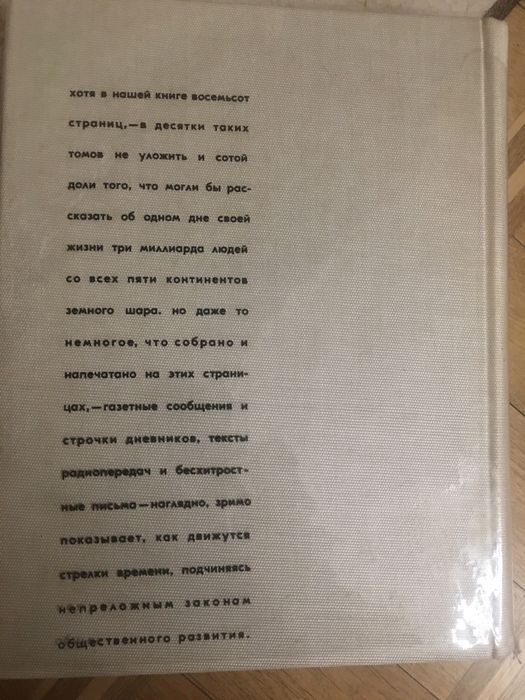 хотя в нашей книге восемьсот
страниц,—в десятки таких
томов не уложить и сотой
доли того, что могли бы рас-
сказать об одном дне своей
жизни три миллиарда людей
со всех пяти континентов
земного шара. но даже то
немногое, что собрано и
напечатано на этих страни-
цах,—газетные сообщения и
строчки дневников, тексты
радиопередач и бесхитрост-
ные письма—наглядно, зримо
показывает, как движутся
стрелки времени, подчиняясь
непреложным законам
общественного развития.